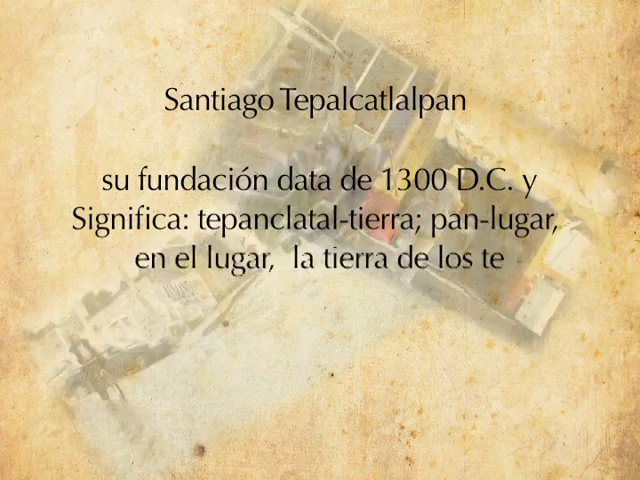 Santiago Tepalcatlalpan
su fundación data de 1300 D.C. y
Significa: tepanclatal-tierra; pan-lugar,
en el lugar, la tierra de los te